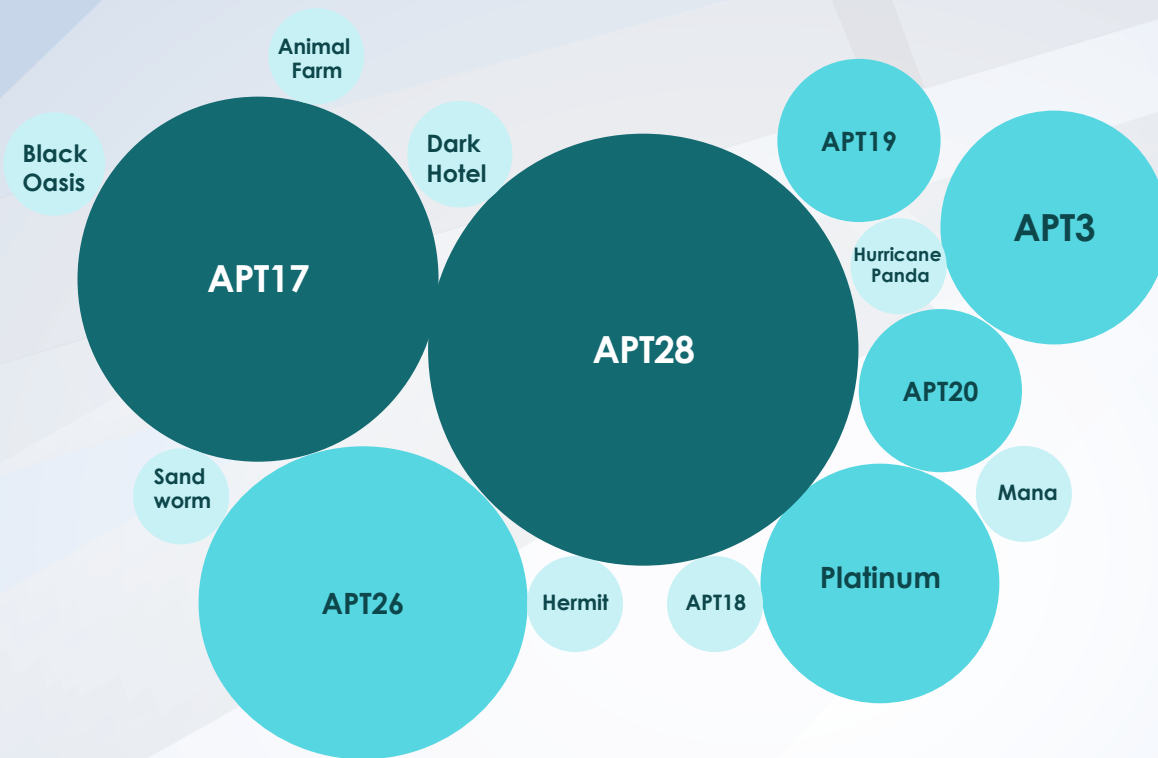 Animal
Farm
Black
Oasis
Dark
Hotel
APT19
APT3
APT17
Hurricane
Panda
APT28
APT20
Sand
worm
Mana
Platinum
APT26
Hermit
APT18